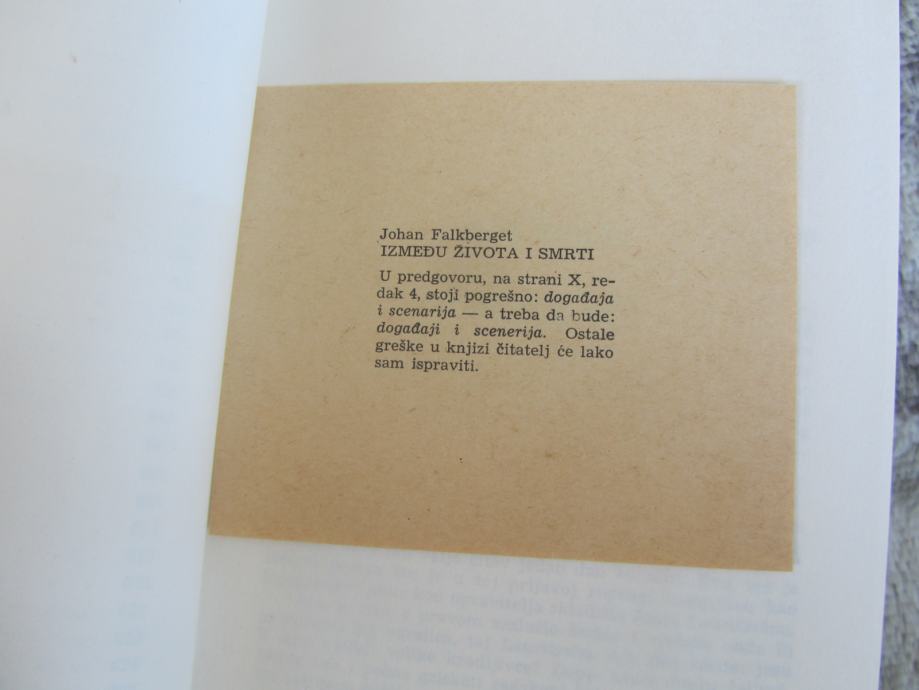 Johan Falkberget
IZMEĐU ŽIVOTA I SMRTI
U predgovoru, na strani X, re-
dak 4, stoji pogrešno: događaja
i scenarija — a treba da bude:
događaji i scenerija. Ostale
greške u knjizi čitatelj će lako
sam ispraviti.